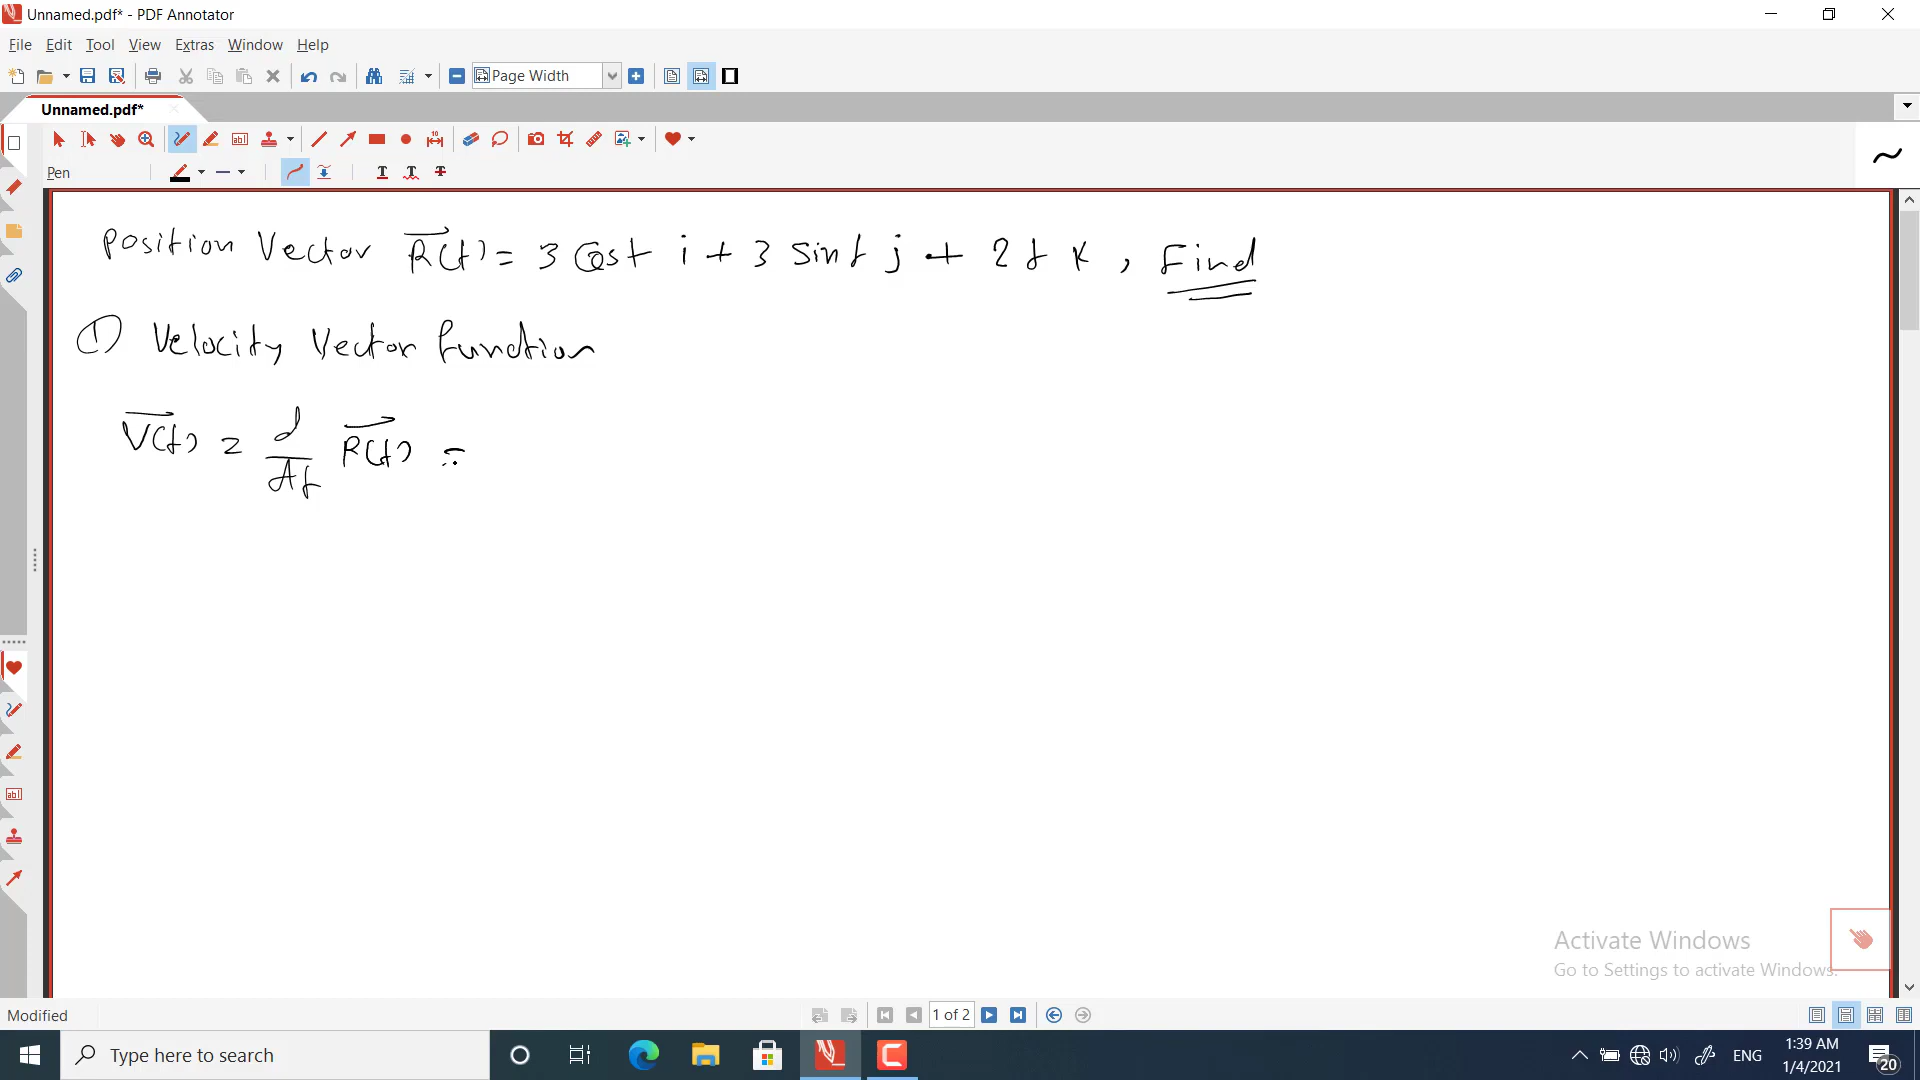 Unnamed.pdf* - PDF Annotator
File Edit Tool View Extras Window Help
Page Width
Unnamed.pdf*
Pen
Position Vector R(t) = 3 Cost i + 3 sint j + 2t k , Find
① Velocity Vector function
V(t) = d/dt R(t) =
Activate Windows
Go to Settings to activate Windows.
Modified
1 of 2
Type here to search
ENG
1:39 AM
1/4/2021
20